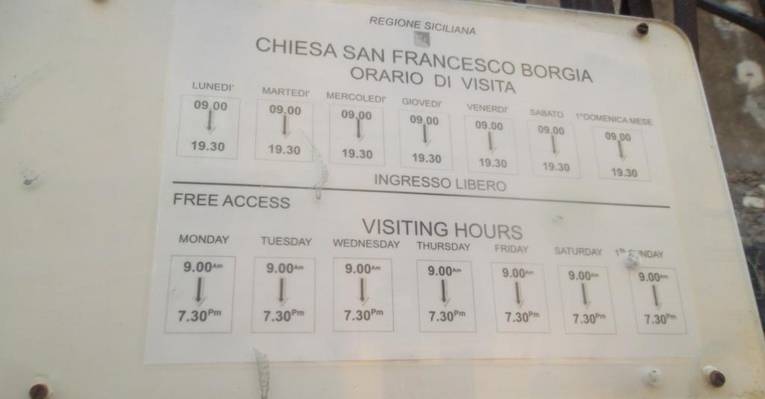 REGIONE SICILIANA
CHIESA SAN FRANCESCO BORGIA
ORARIO DI VISITA
LUNEDI' MARTEDI' MERCOLEDI' GIOVEDI' VENERDI' SABATO 1ª DOMENICA MESE
09.00 09.00 09.00 09.00 09.00 09.00 09.00
19.30 19.30 19.30 19.30 19.30 19.30 19.30
INGRESSO LIBERO
FREE ACCESS
VISITING HOURS
MONDAY TUESDAY WEDNESDAY THURSDAY FRIDAY SATURDAY
9.00Am 9.00Am 9.00Am 9.00Am 9.00Am 9.00Am 9.00Am
7.30Pm 7.30Pm 7.30Pm 7.30Pm 7.30Pm 7.30Pm 7.30Pm